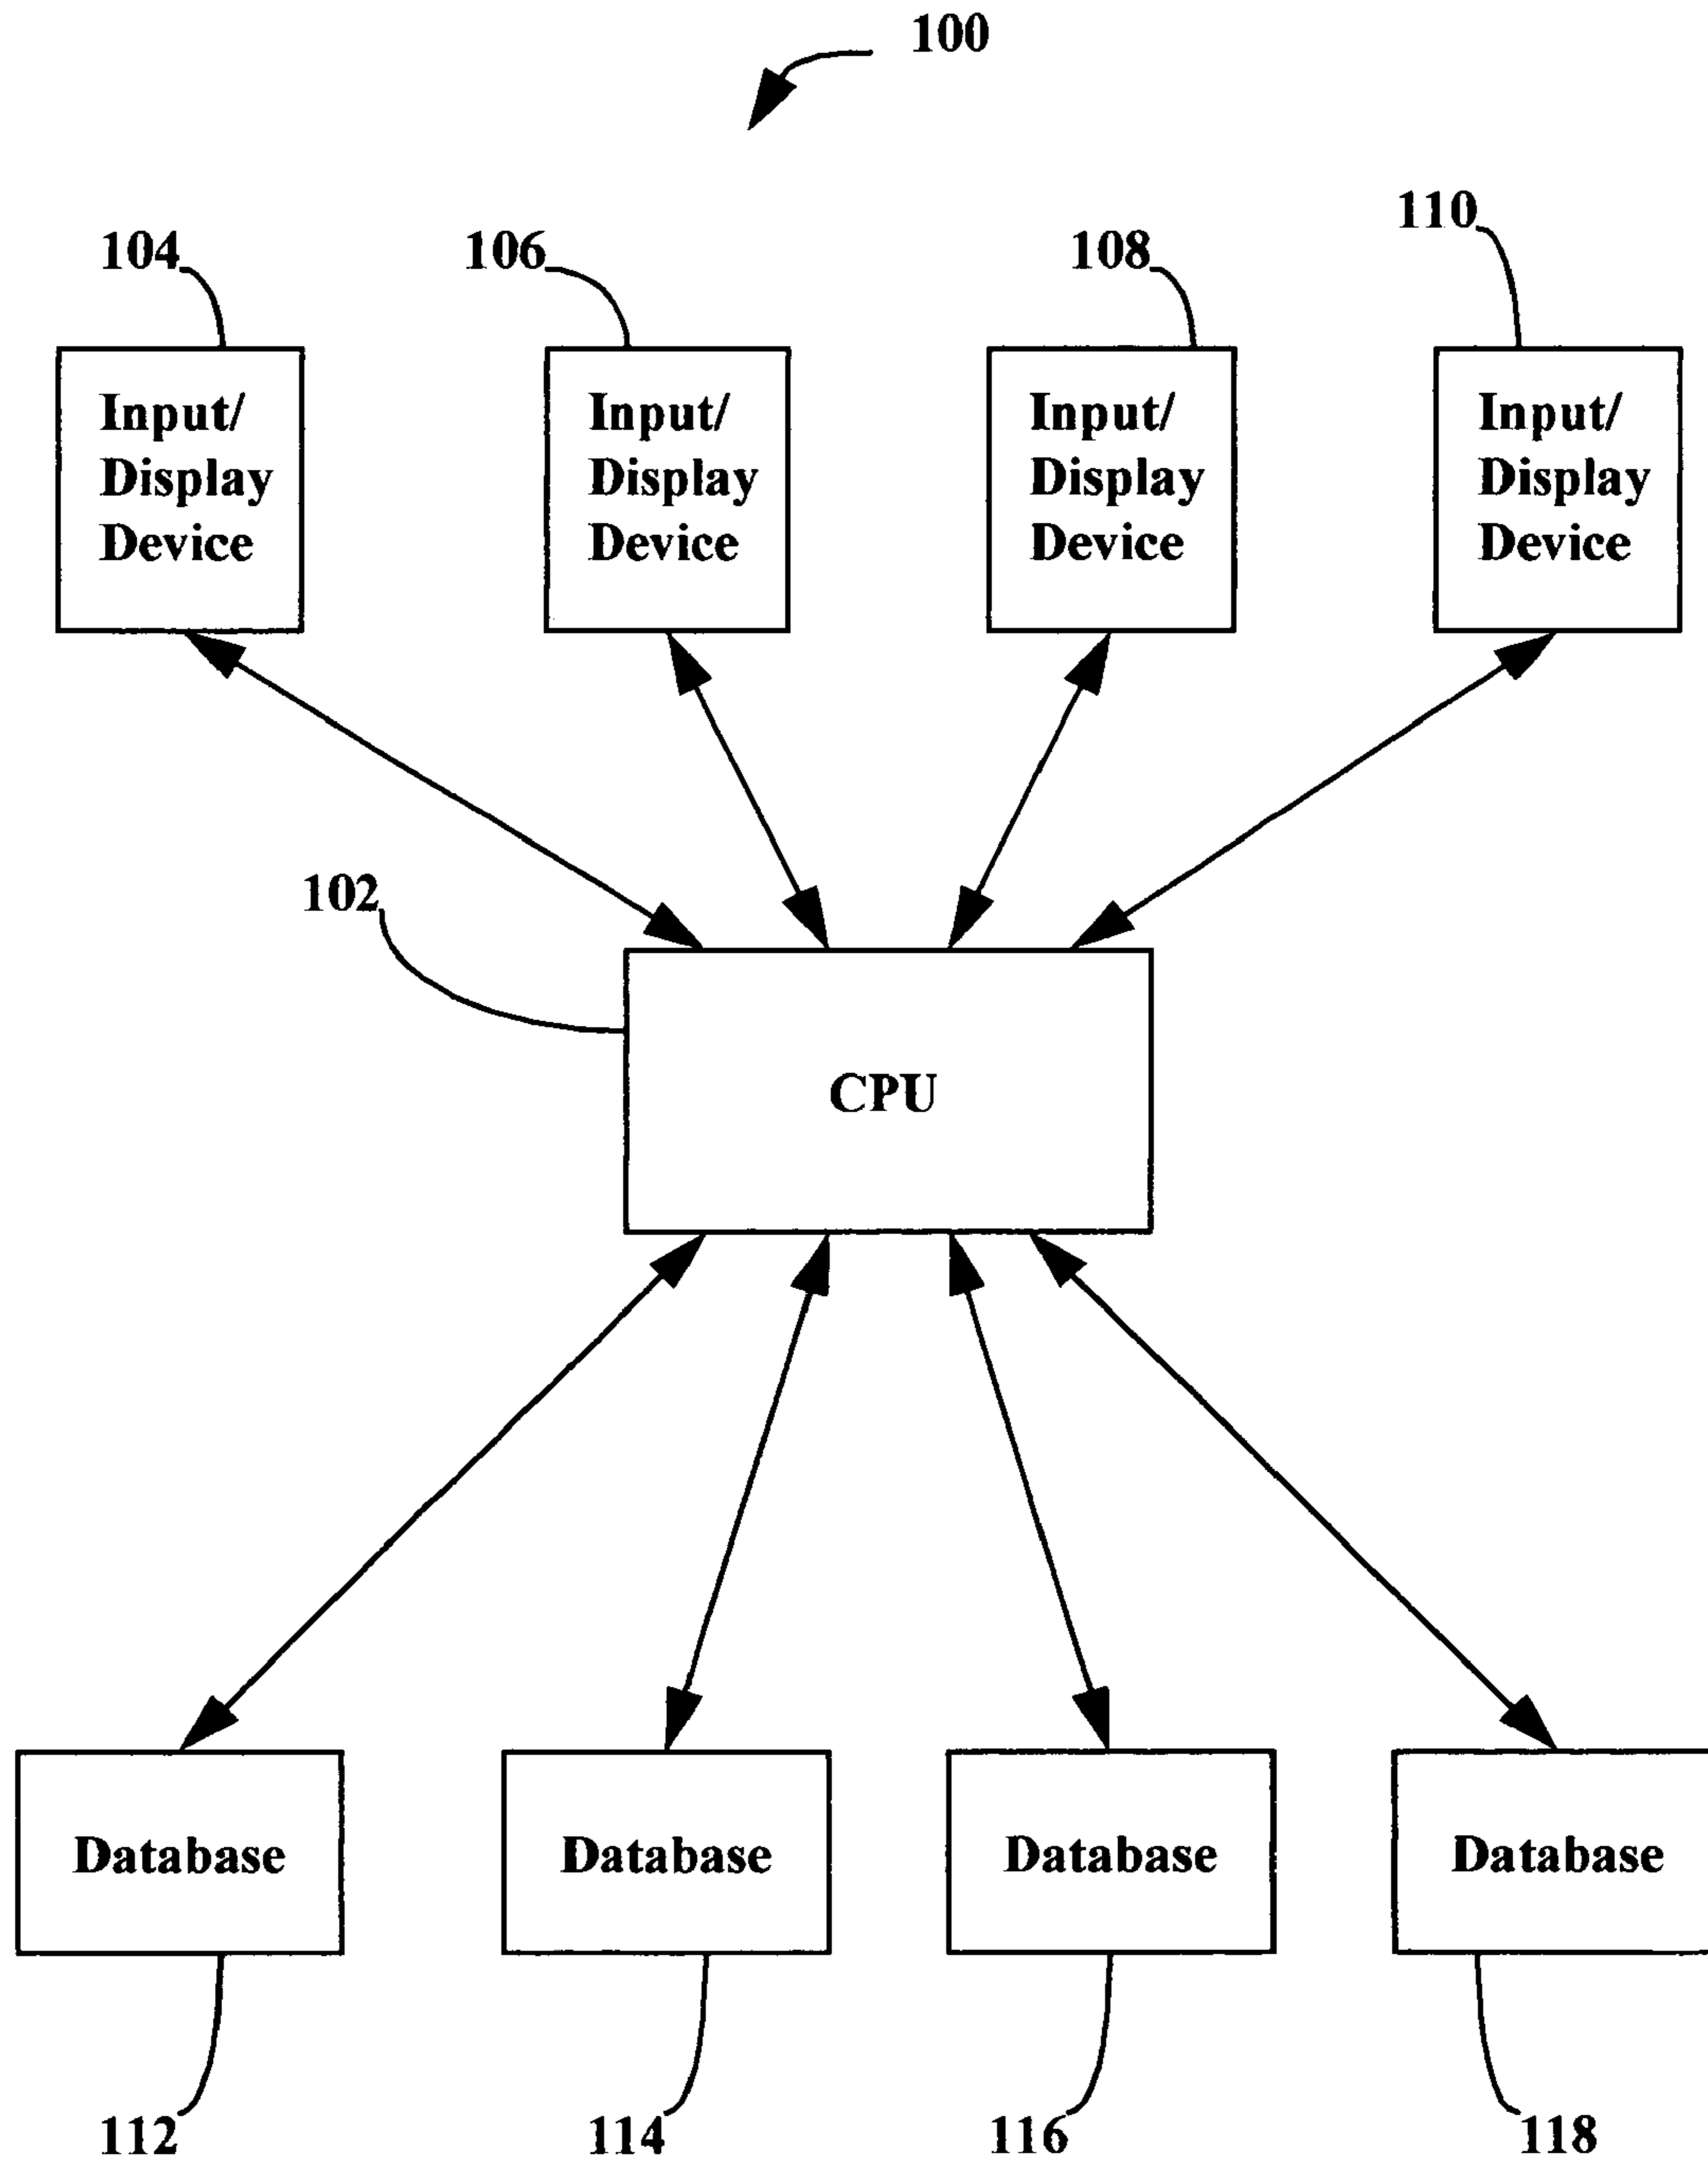 100
104
106
108
110
Input/
Display
Device
Input/
Display
Device
Input/
Display
Device
Input/
Display
Device
102
CPU
Database
Database
Database
Database
112
114
116
118